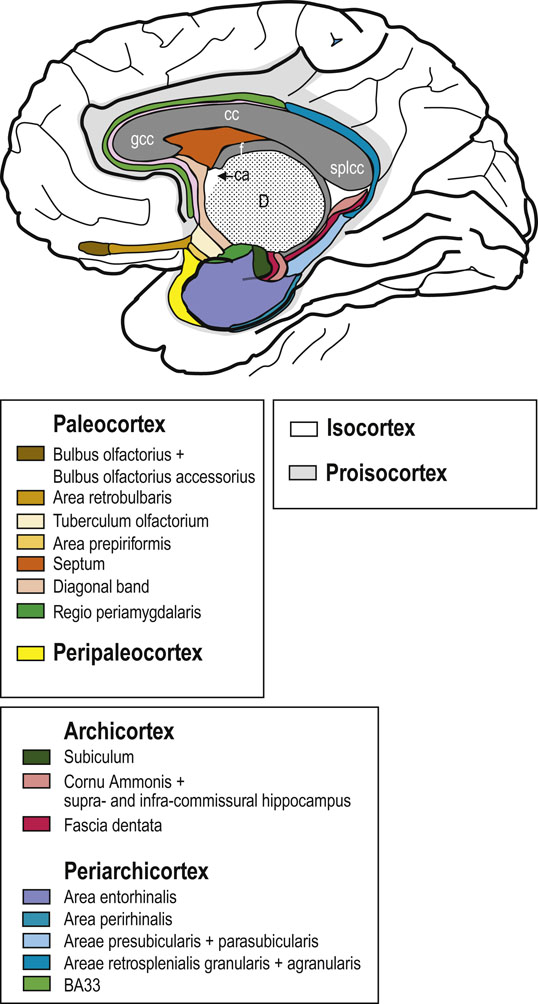 cc
gcc
f
splcc
ca
D
Paleocortex
Bulbus olfactorius +
Bulbus olfactorius accessorius
Area retrobulbaris
Tuberculum olfactorium
Area prepiriformis
Septum
Diagonal band
Regio periamygdalaris
Peripaleocortex
Isocortex
Proisocortex
Archicortex
Subiculum
Cornu Ammonis +
supra- and infra-commissural hippocampus
Fascia dentata
Periarchicortex
Area entorhinalis
Area perirhinalis
Areae presubicularis + parasubicularis
Areae retrosplenialis granularis + agranularis
BA33